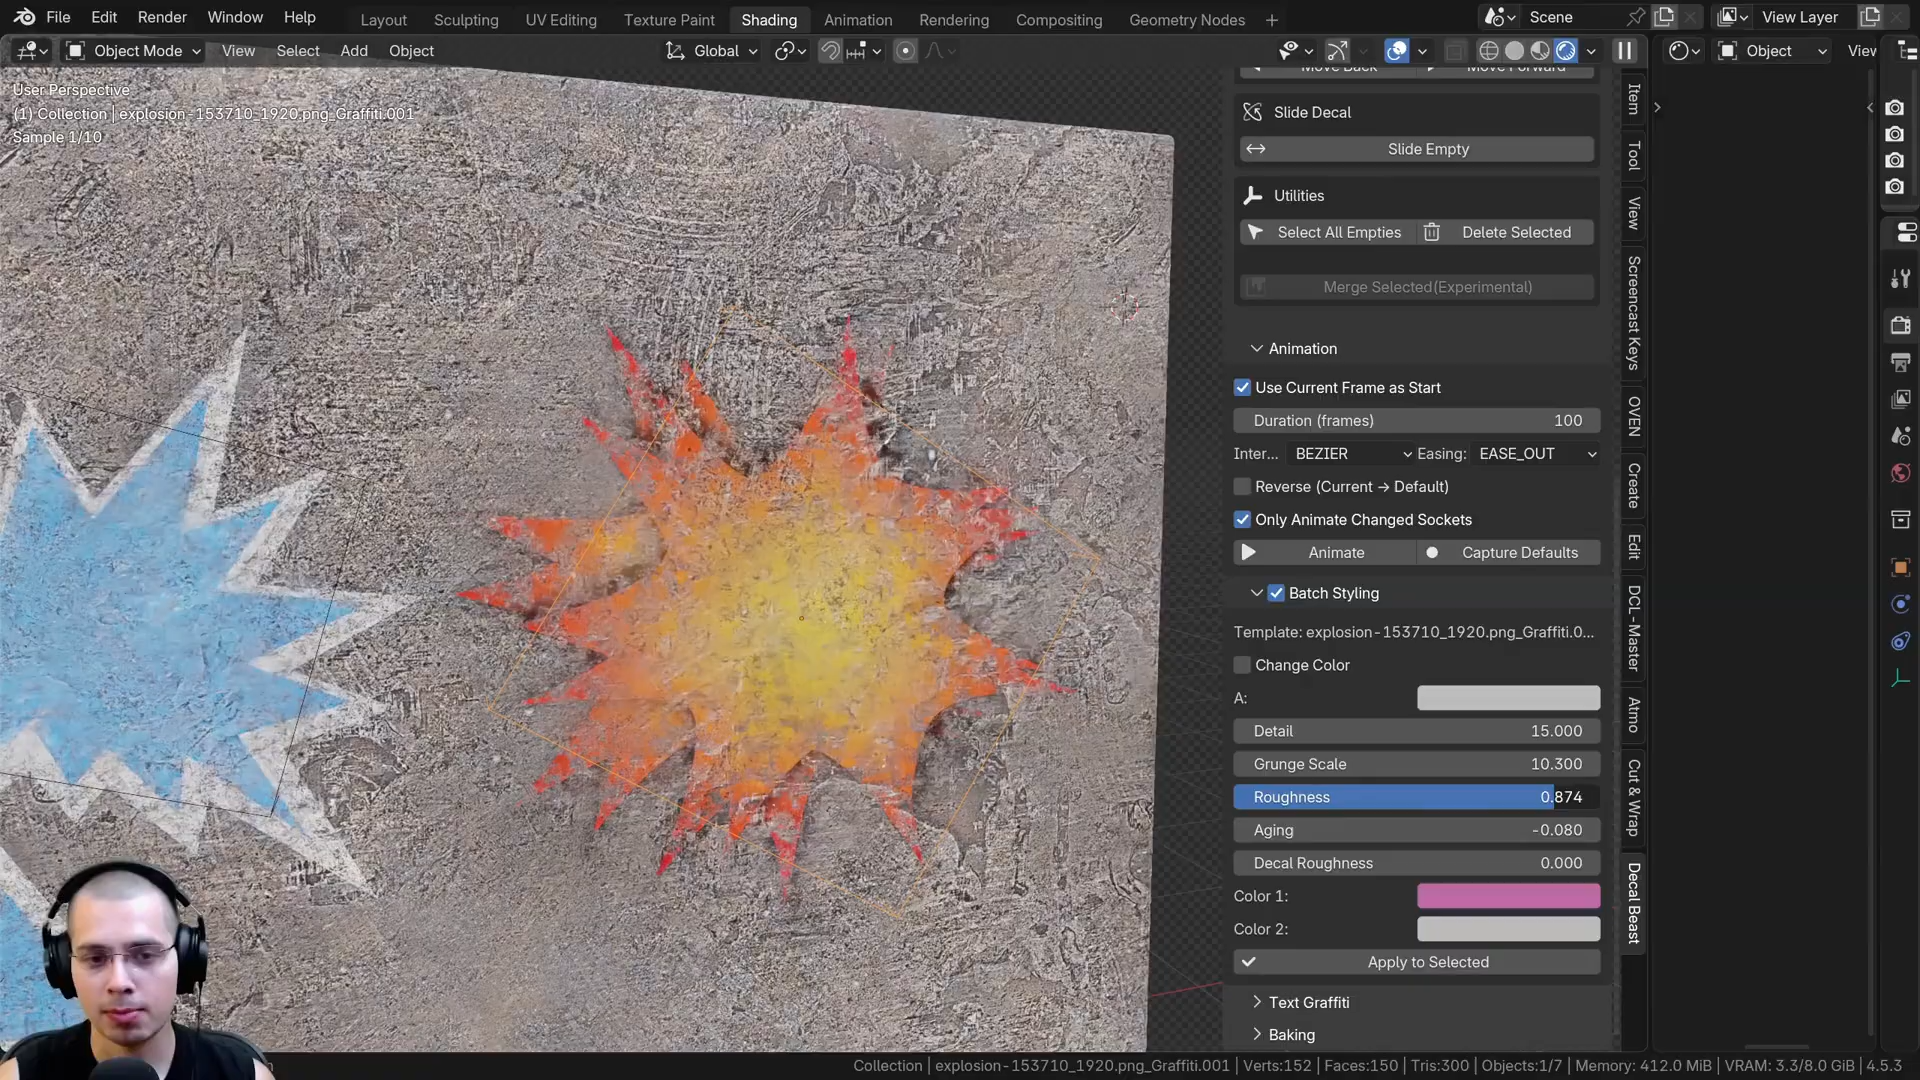 File Edit Render Window Help Layout Sculpting UV Editing Texture Paint Shading Animation Rendering Compositing Geometry Nodes + Scene View Layer
Object Mode View Select Add Object Global Object View
User Perspective
(1) Collection | explosion-153710_1920.png_Graffiti.001
Sample 1/10
Move Back Move Forward
Slide Decal
Slide Empty
Utilities
Select All Empties Delete Selected
Merge Selected(Experimental)
Animation
Use Current Frame as Start
Duration (frames) 100
Inter... BEZIER Easing: EASE_OUT
Reverse (Current → Default)
Only Animate Changed Sockets
Animate Capture Defaults
Batch Styling
Template: explosion-153710_1920.png_Graffiti.0...
Change Color
A:
Detail 15.000
Grunge Scale 10.300
Roughness 0.874
Aging -0.080
Decal Roughness 0.000
Color 1:
Color 2:
Apply to Selected
Text Graffiti
Baking
Item
Tool
View
Screencast Keys
OVEN
Create
Edit
DCL-Master
Atmo
Cut & Wrap
Decal Beast
Collection | explosion-153710_1920.png_Graffiti.001 | Verts:152 | Faces:150 | Tris:300 | Objects:1/7 | Memory: 412.0 MiB | VRAM: 3.3/8.0 GiB | 4.5.3